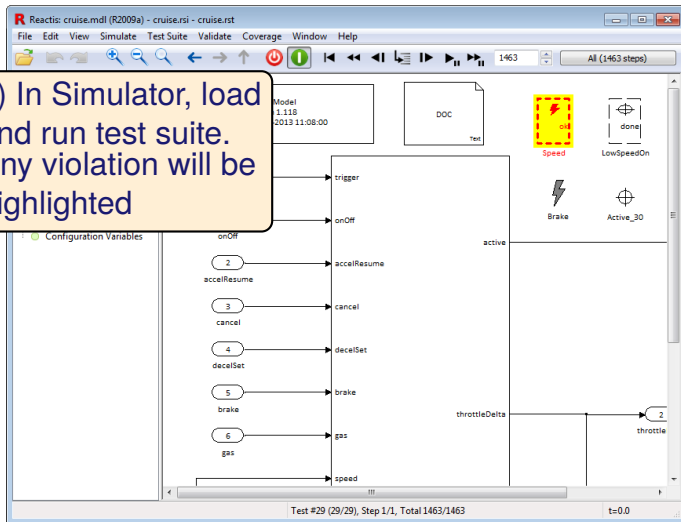 Reactis: cruise.mdl (R2009a) - cruise.rsi - cruise.rst
File Edit View Simulate Test Suite Validate Coverage Window Help
1463
All (1463 steps)
) In Simulator, load
nd run test suite.
ny violation will be
ighlighted
Model
1.118
2013 11:08:00
DOC
Text
ok
done
Speed
LowSpeedOn
Brake
Active_30
trigger
onOff
Configuration Variables
onOff
active
2
accelResume
accelResume
3
cancel
cancel
4
decelSet
decelSet
5
brake
brake
throttleDelta
2
throttle
6
gas
gas
speed
Test #29 (29/29), Step 1/1, Total 1463/1463
t=0.0